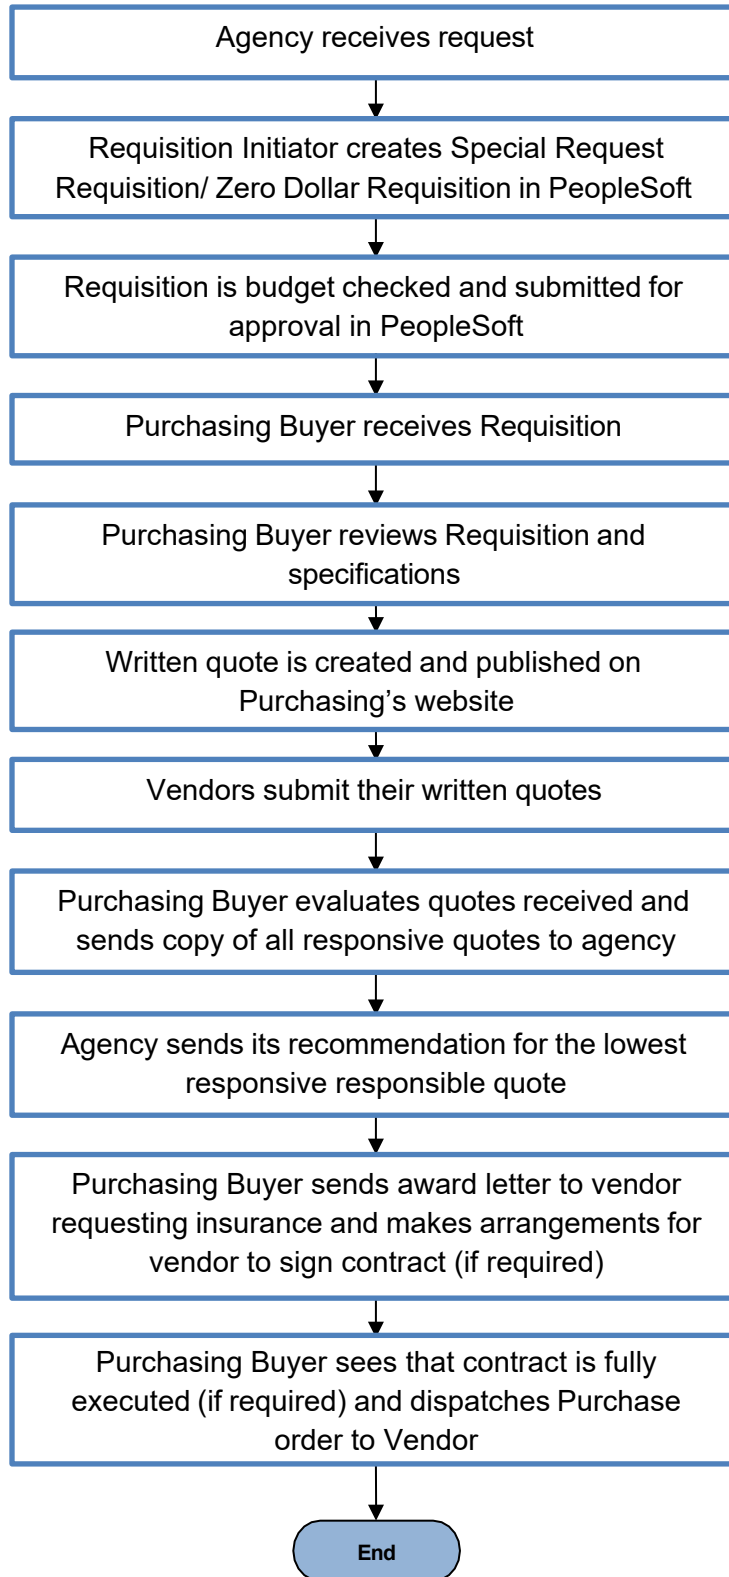 Agency receives request
Requisition Initiator creates Special Request
Requisition/ Zero Dollar Requisition in PeopleSoft
Requisition is budget checked and submitted for
approval in PeopleSoft
Purchasing Buyer receives Requisition
Purchasing Buyer reviews Requisition and
specifications
Written quote is created and published on
Purchasing’s website
Vendors submit their written quotes
Purchasing Buyer evaluates quotes received and
sends copy of all responsive quotes to agency
Agency sends its recommendation for the lowest
responsive responsible quote
Purchasing Buyer sends award letter to vendor
requesting insurance and makes arrangements for
vendor to sign contract (if required)
Purchasing Buyer sees that contract is fully
executed (if required) and dispatches Purchase
order to Vendor
End